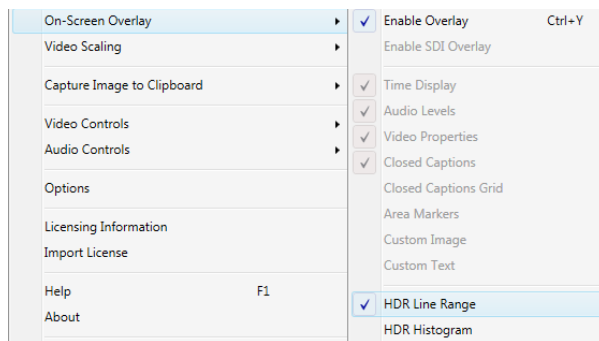 On-Screen Overlay
Video Scaling
Capture Image to Clipboard
Video Controls
Audio Controls
Options
Licensing Information
Import License
Help F1
About
Enable Overlay Ctrl+Y
Enable SDI Overlay
Time Display
Audio Levels
Video Properties
Closed Captions
Closed Captions Grid
Area Markers
Custom Image
Custom Text
HDR Line Range
HDR Histogram